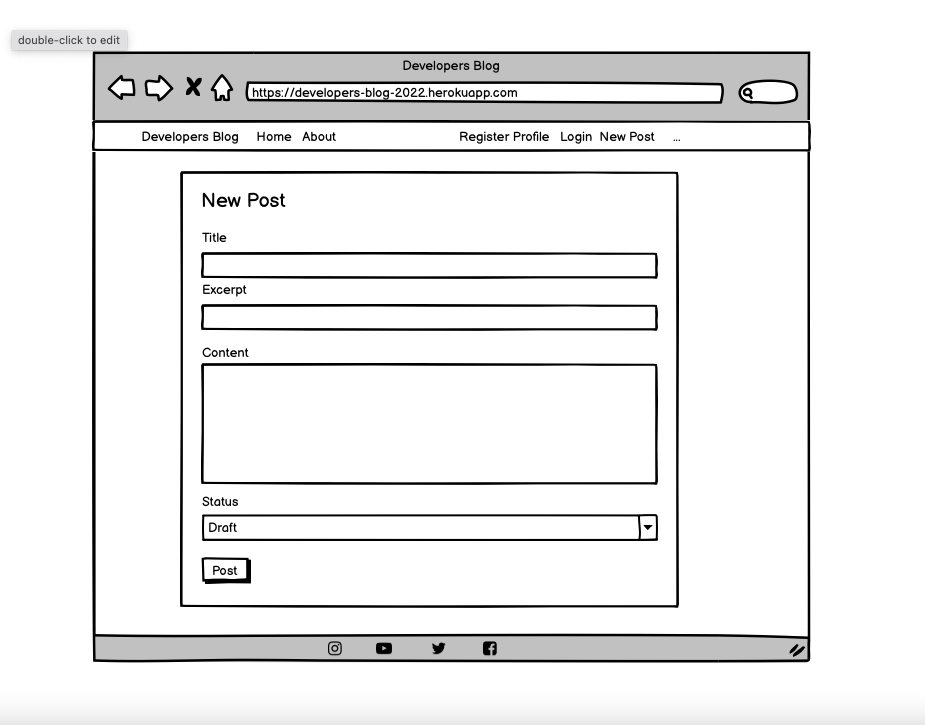 double-click to edit
Developers Blog
https://developers-blog-2022.herokuapp.com
Developers Blog Home About Register Profile Login New Post ...
New Post
Title
Excerpt
Content
Status
Draft
Post